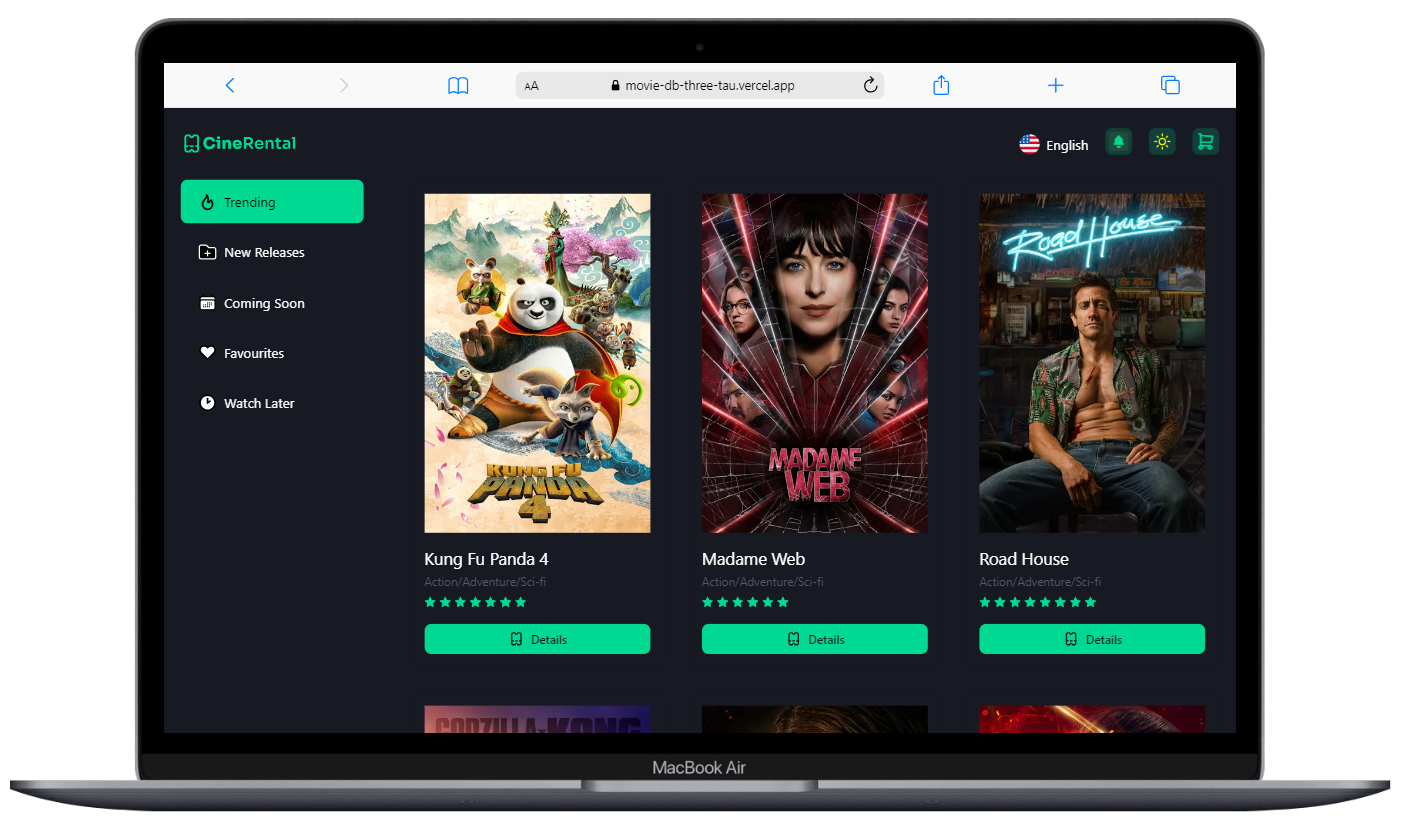 AA
movie-db-three-tau.vercel.app
CineRental
English
Trending
New Releases
Coming Soon
Favourites
Watch Later
KUNG FU
PANDA
4
MADAME
WEB
Road House
Kung Fu Panda 4
Action/Adventure/Sci-fi
Details
Madame Web
Action/Adventure/Sci-fi
Details
Road House
Action/Adventure/Sci-fi
Details
GODZILLA x KONG
MacBook Air